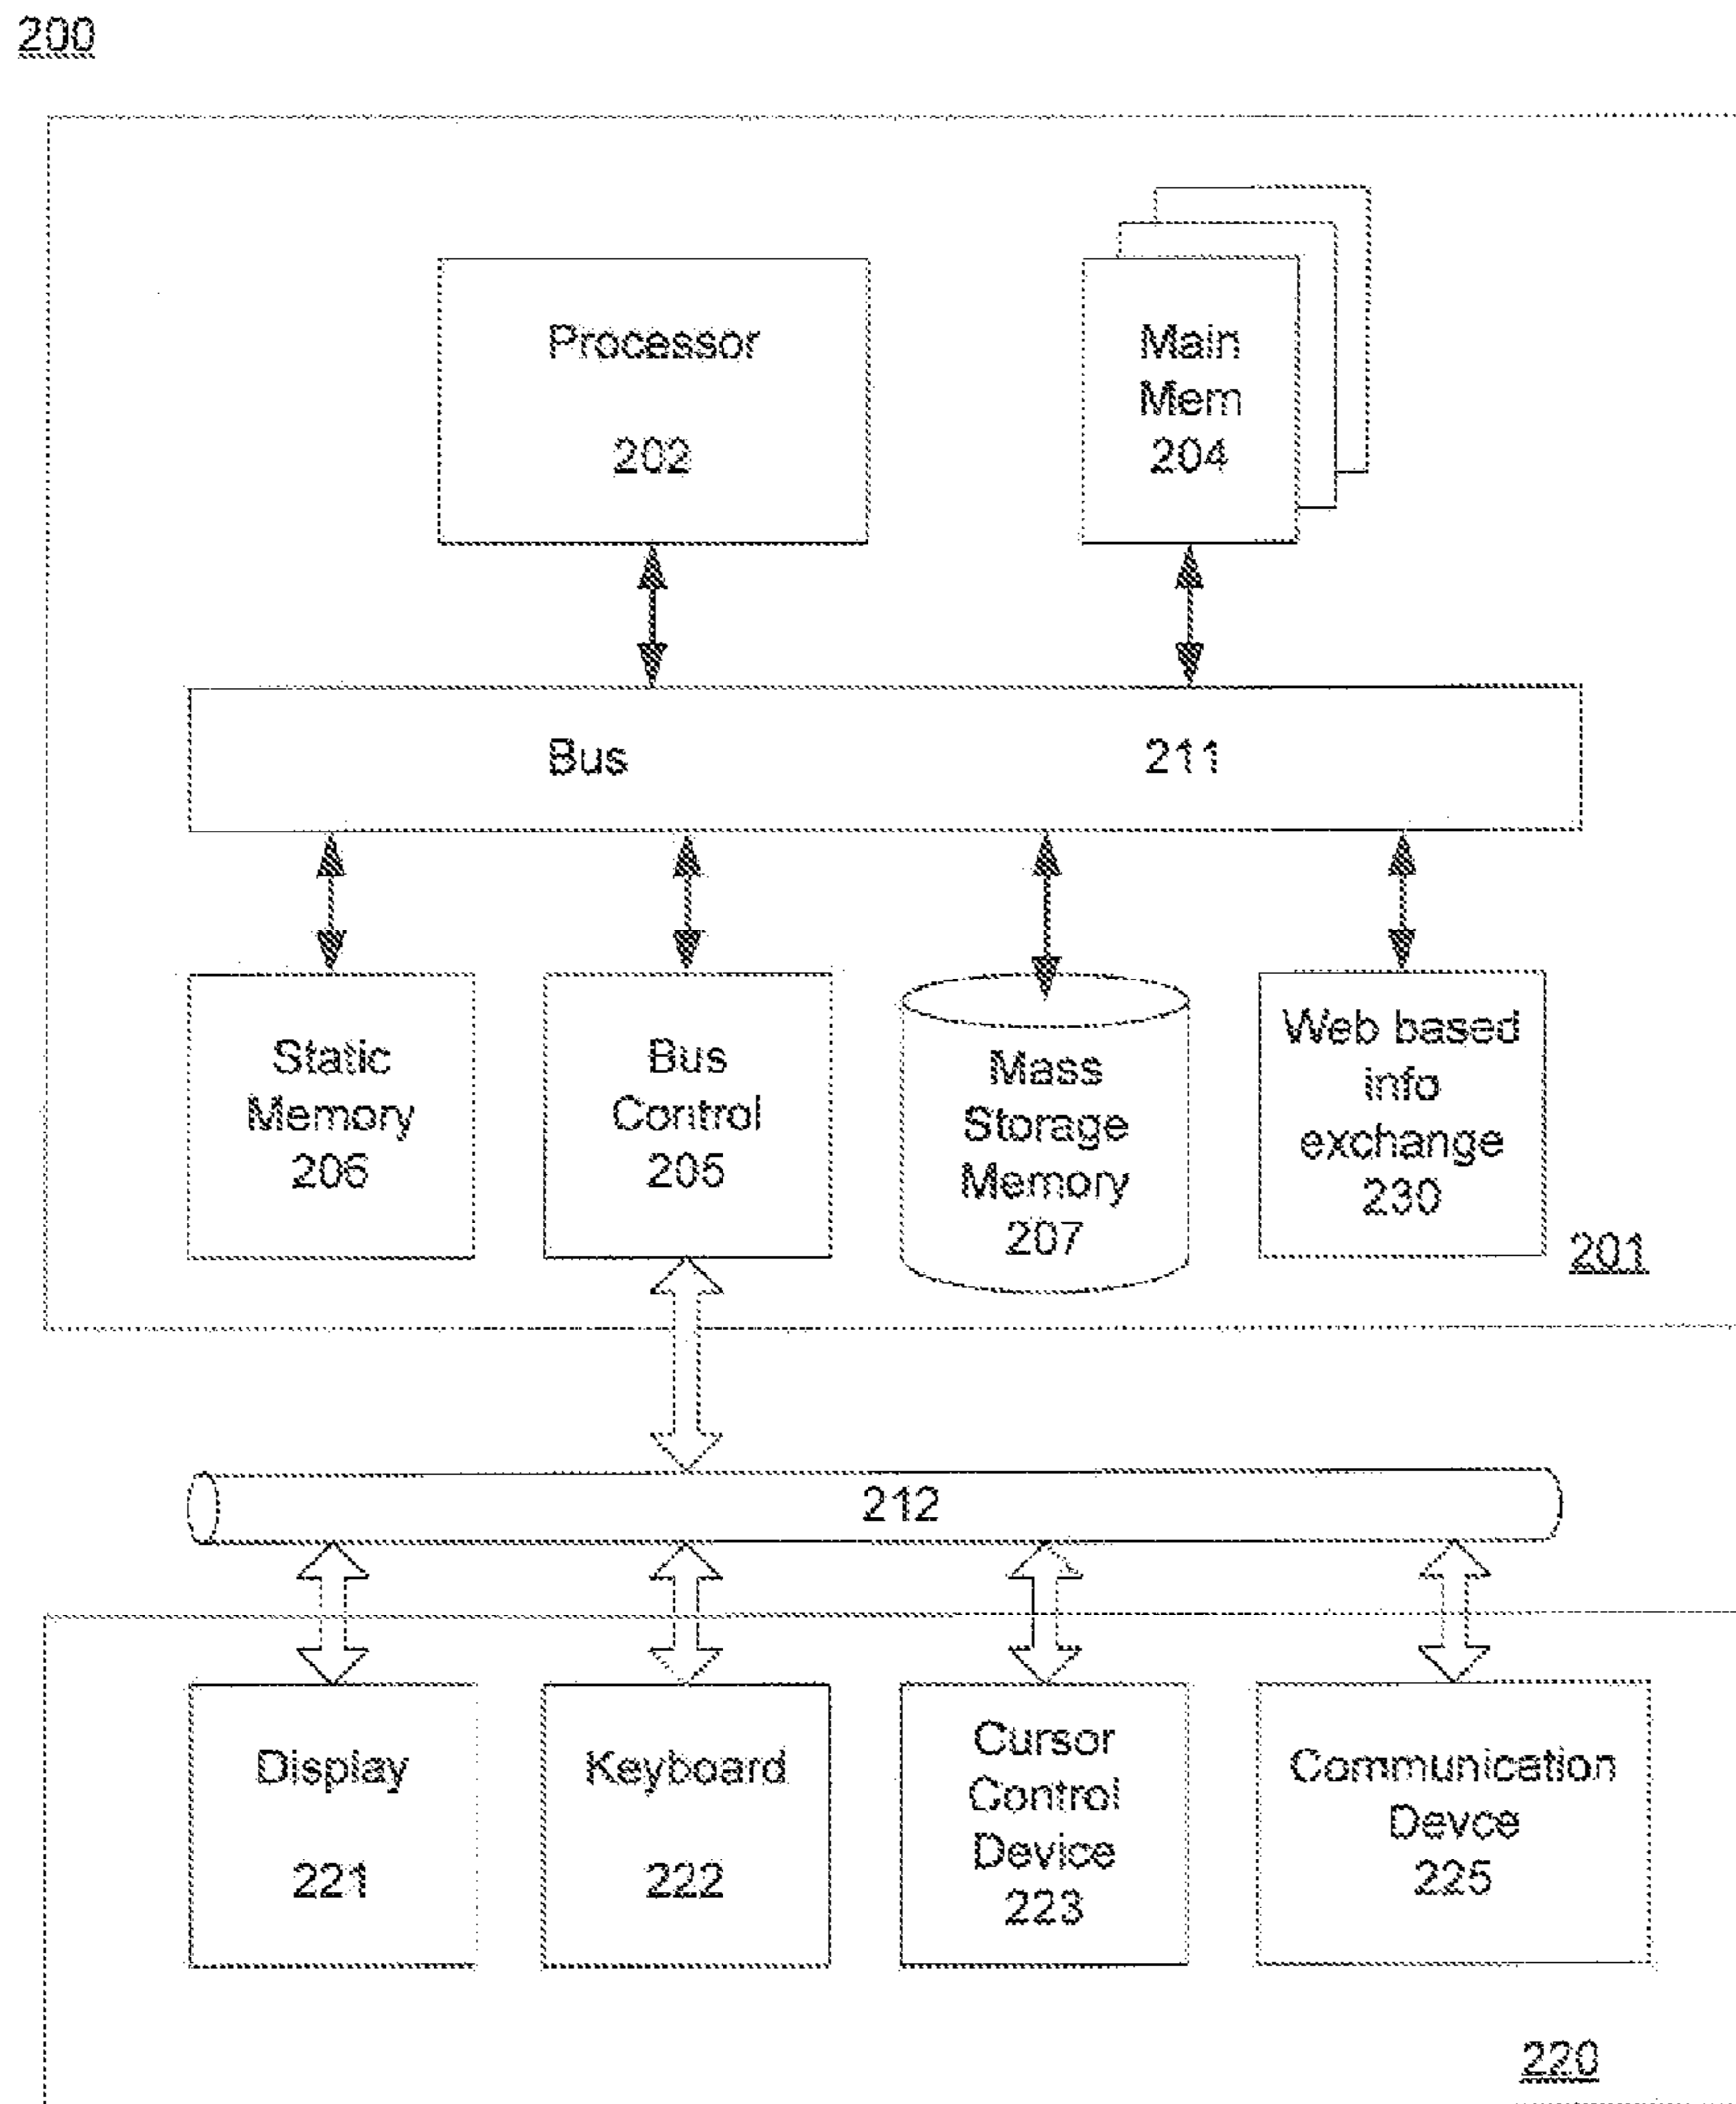 200
Processor
202
Main
Mem
204
Bus 211
Static
Memory
206
Bus
Control
205
Mass
Storage
Memory
207
Web based
info
exchange
230
201
212
Display
221
Keyboard
222
Cursor
Control
Device
223
Communication
Devce
225
220